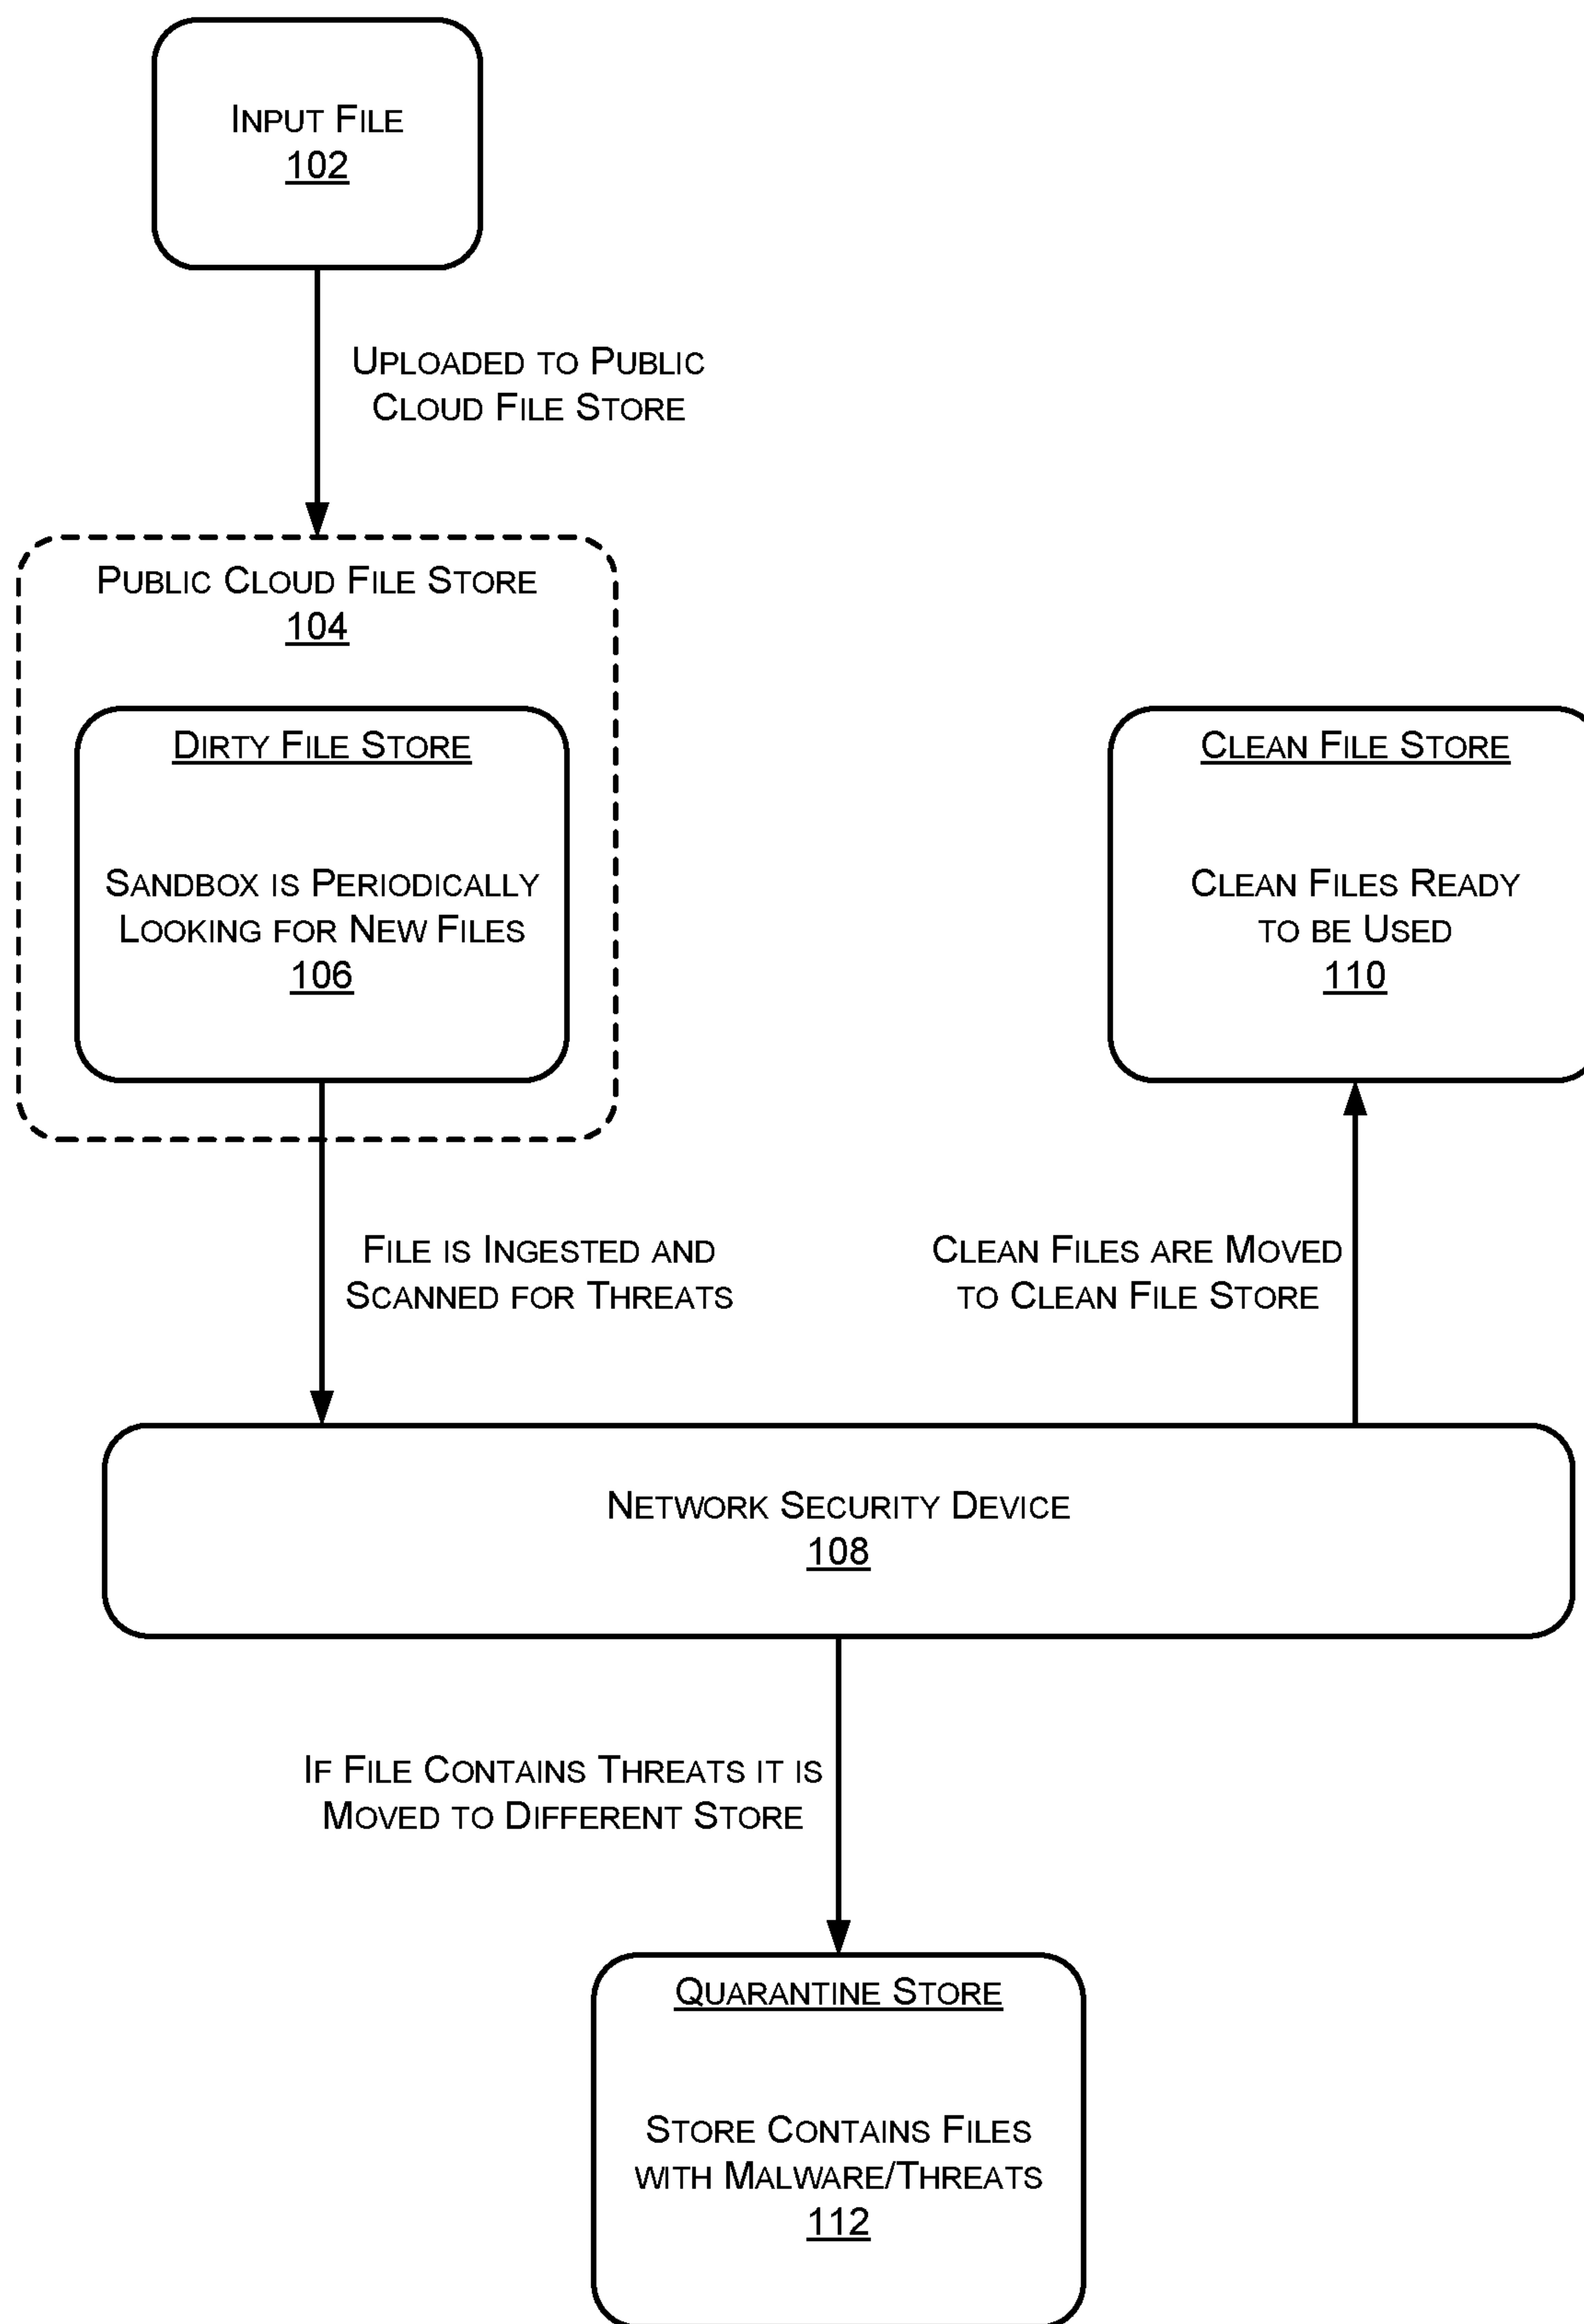 INPUT FILE
102
UPLOADED TO PUBLIC
CLOUD FILE STORE
PUBLIC CLOUD FILE STORE
104
DIRTY FILE STORE
SANDBOX IS PERIODICALLY
LOOKING FOR NEW FILES
106
CLEAN FILE STORE
CLEAN FILES READY
TO BE USED
110
FILE IS INGESTED AND
SCANNED FOR THREATS
CLEAN FILES ARE MOVED
TO CLEAN FILE STORE
NETWORK SECURITY DEVICE
108
IF FILE CONTAINS THREATS IT IS
MOVED TO DIFFERENT STORE
QUARANTINE STORE
STORE CONTAINS FILES
WITH MALWARE/THREATS
112